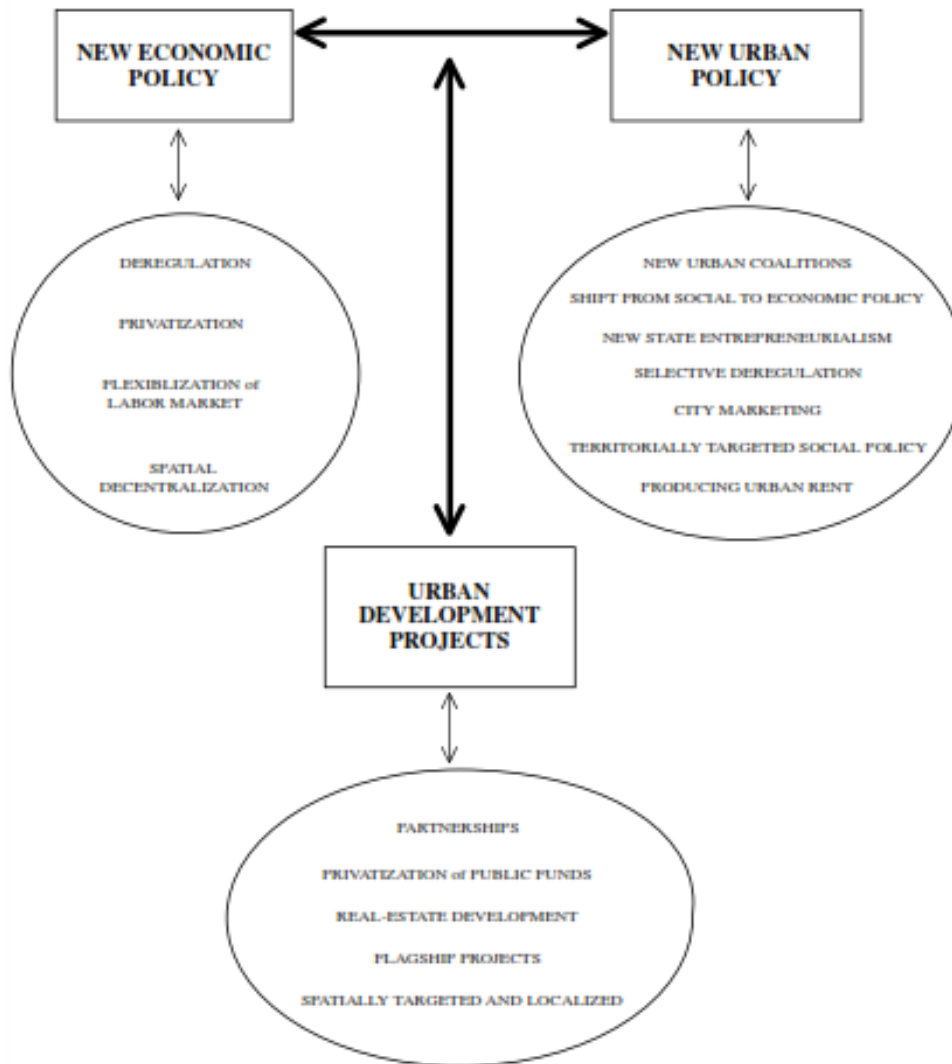 NEW ECONOMIC
POLICY
NEW URBAN
POLICY
DEREGULATION
PRIVATIZATION
FLEXIBLIZATION of
LABOR MARKET
SPATIAL
DECENTRALIZATION
NEW URBAN COALITIONS
SHIFT FROM SOCIAL TO ECONOMIC POLICY
NEW STATE ENTREPRENEURIALISM
SELECTIVE DEREGULATION
CITY MARKETING
TERRITORIALLY TARGETED SOCIAL POLICY
PRODUCING URBAN RENT
URBAN
DEVELOPMENT
PROJECTS
PARTNERSHIPS
PRIVATIZATION of PUBLIC FUNDS
REAL-ESTATE DEVELOPMENT
FLAGSHIP PROJECTS
SPATIALLY TARGETED AND LOCALIZED